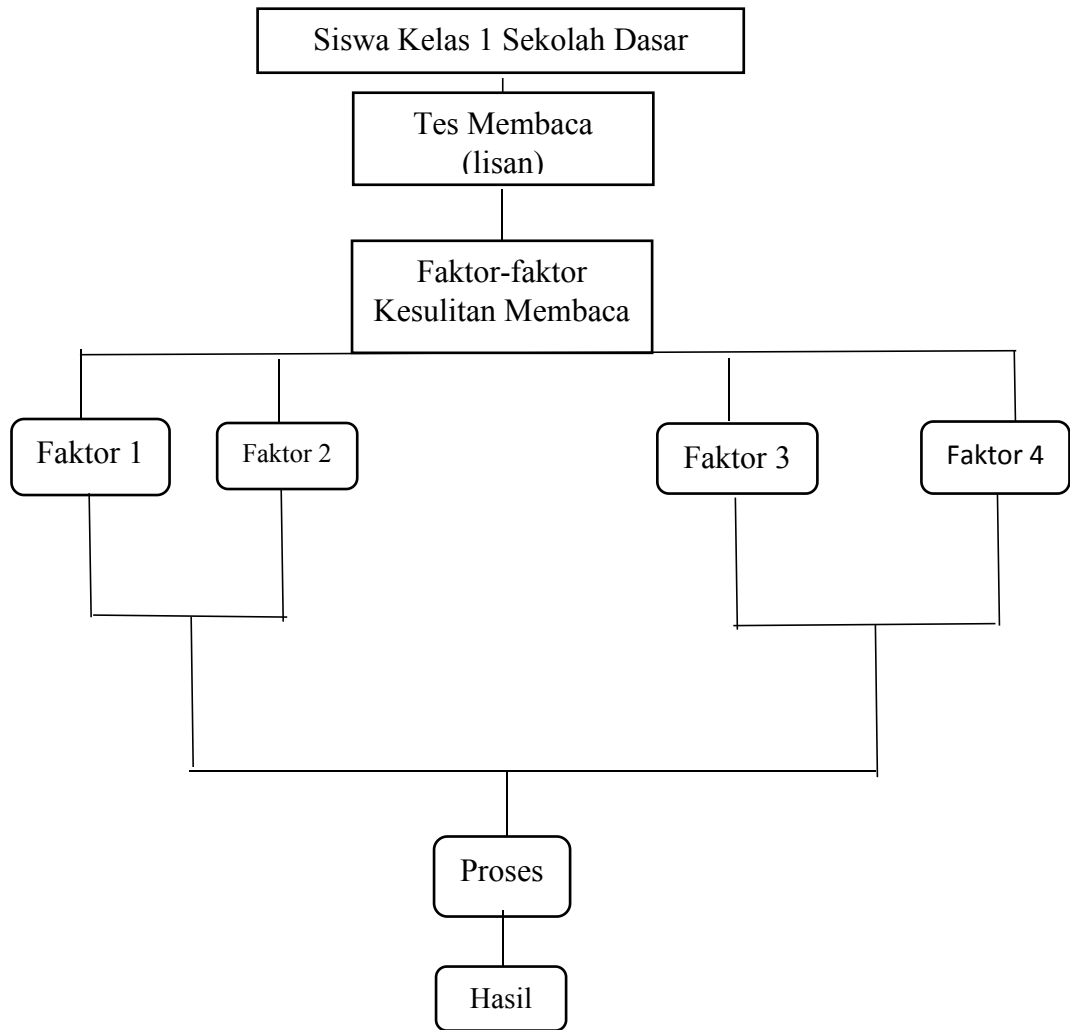 Siswa Kelas 1 Sekolah Dasar
Tes Membaca
(lisan)
Faktor-faktor
Kesulitan Membaca
Faktor 1
Faktor 2
Faktor 3
Faktor 4
Proses
Hasil